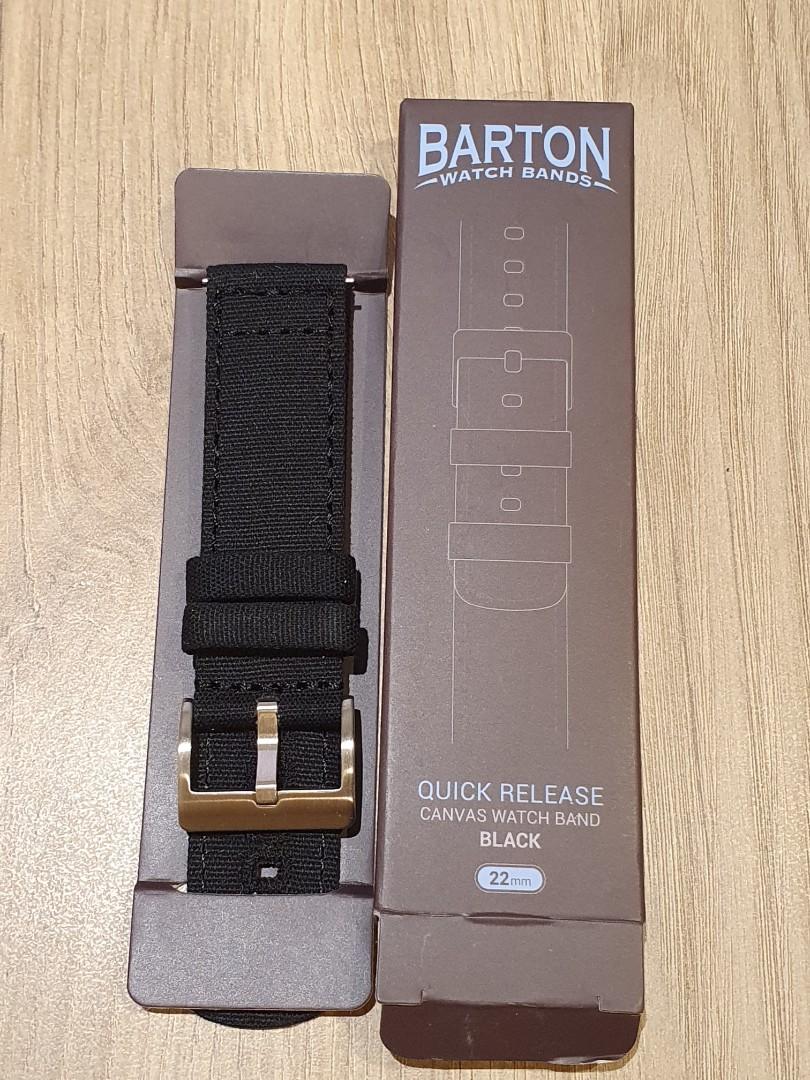 BARTON
WATCH BANDS
QUICK RELEASE
CANVAS WATCH BAND
BLACK
22mm